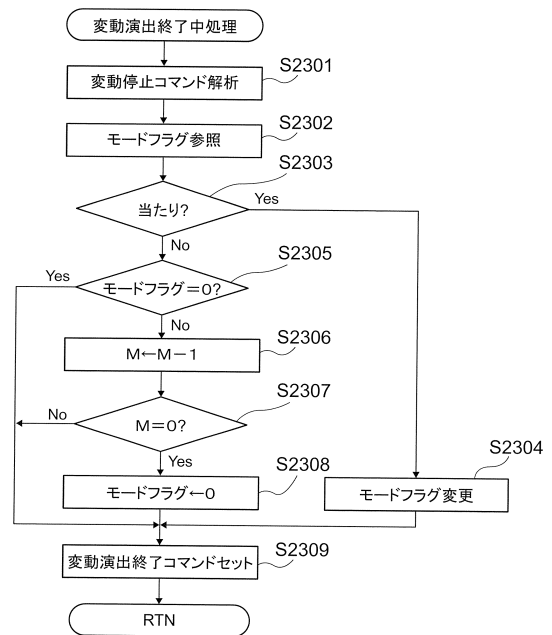 変動演出終了中処理
S2301
変動停止コマンド解析
S2302
モードフラグ参照
S2303
当たり?
Yes
No
S2305
Yes
モードフラグ=0?
No
S2306
M←M-1
S2307
No
M=0?
Yes
S2308
モードフラグ←0
S2304
モードフラグ変更
S2309
変動演出終了コマンドセット
RTN